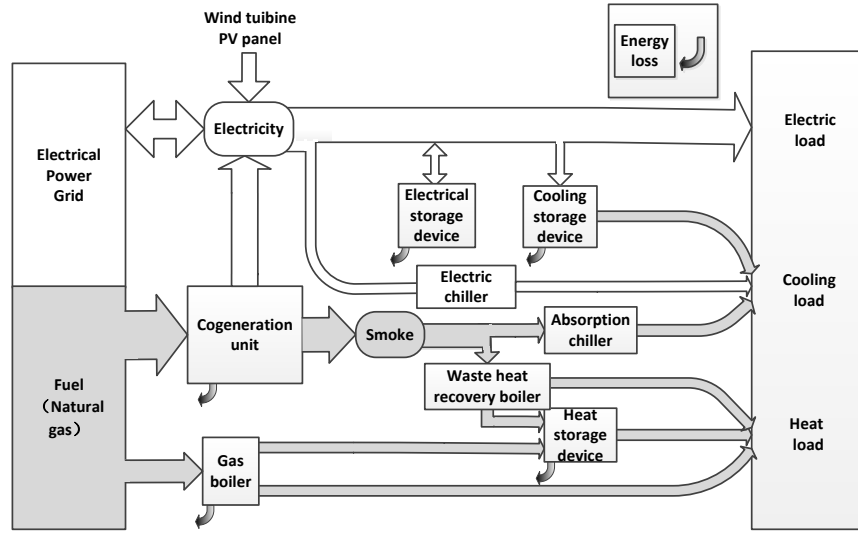 Wind tuibine
PV panel
Energy
loss
Electricity
Electric
load
Electrical
Power
Grid
Electrical
storage
device
Cooling
storage
device
Electric
chiller
Cooling
load
Cogeneration
unit
Smoke
Absorption
chiller
Fuel
（Natural
gas）
Waste heat
recovery boiler
Heat
storage
device
Heat
load
Gas
boiler